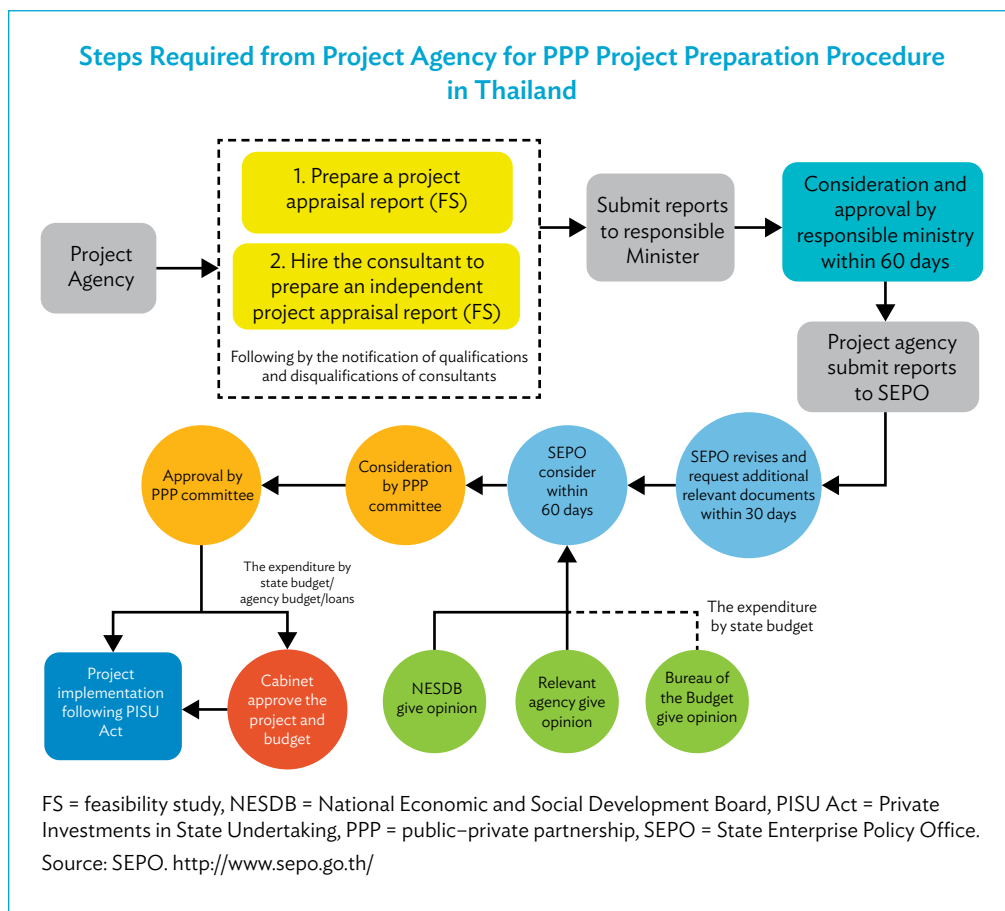 Steps Required from Project Agency for PPP Project Preparation Procedure
in Thailand
Project
Agency
1. Prepare a project
appraisal report (FS)
2. Hire the consultant to
prepare an independent
project appraisal report (FS)
Following by the notification of qualifications
and disqualifications of consultants
Submit reports
to responsible
Minister
Consideration and
approval by
responsible ministry
within 60 days
Project agency
submit reports
to SEPO
SEPO revises and
request additional
relevant documents
within 30 days
SEPO
consider
within
60 days
Consideration
by PPP
committee
Approval by
PPP committee
The expenditure by
state budget/
agency budget/loans
The expenditure
by state budget
Project
implementation
following PISU
Act
Cabinet
approve the
project and
budget
NESDB
give opinion
Relevant
agency give
opinion
Bureau of
the Budget
give opinion
FS = feasibility study, NESDB = National Economic and Social Development Board, PISU Act = Private
Investments in State Undertaking, PPP = public–private partnership, SEPO = State Enterprise Policy Office.
Source: SEPO. http://www.sepo.go.th/